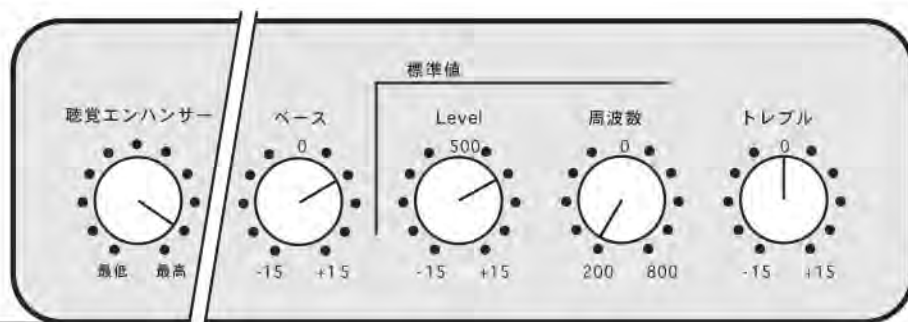 標準値
聴覚エンハンサー ベース Level 周波数 トレブル
0 500 0 0
最低 最高 -15 +15 -15 +15 200 800 -15 +15